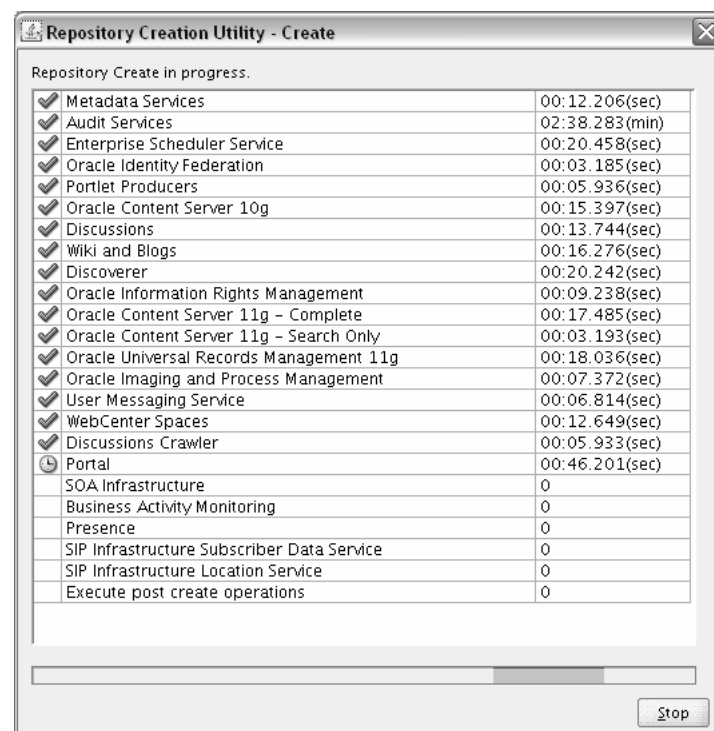 Repository Creation Utility - Create
Repository Create in progress.
Metadata Services 00:12.206(sec)
Audit Services 02:38.283(min)
Enterprise Scheduler Service 00:20.458(sec)
Oracle Identity Federation 00:03.185(sec)
Portlet Producers 00:05.936(sec)
Oracle Content Server 10g 00:15.397(sec)
Discussions 00:13.744(sec)
Wiki and Blogs 00:16.276(sec)
Discoverer 00:20.242(sec)
Oracle Information Rights Management 00:09.238(sec)
Oracle Content Server 11g – Complete 00:17.485(sec)
Oracle Content Server 11g – Search Only 00:03.193(sec)
Oracle Universal Records Management 11g 00:18.036(sec)
Oracle Imaging and Process Management 00:07.372(sec)
User Messaging Service 00:06.814(sec)
WebCenter Spaces 00:12.649(sec)
Discussions Crawler 00:05.933(sec)
Portal 00:46.201(sec)
SOA Infrastructure 0
Business Activity Monitoring 0
Presence 0
SIP Infrastructure Subscriber Data Service 0
SIP Infrastructure Location Service 0
Execute post create operations 0
Stop